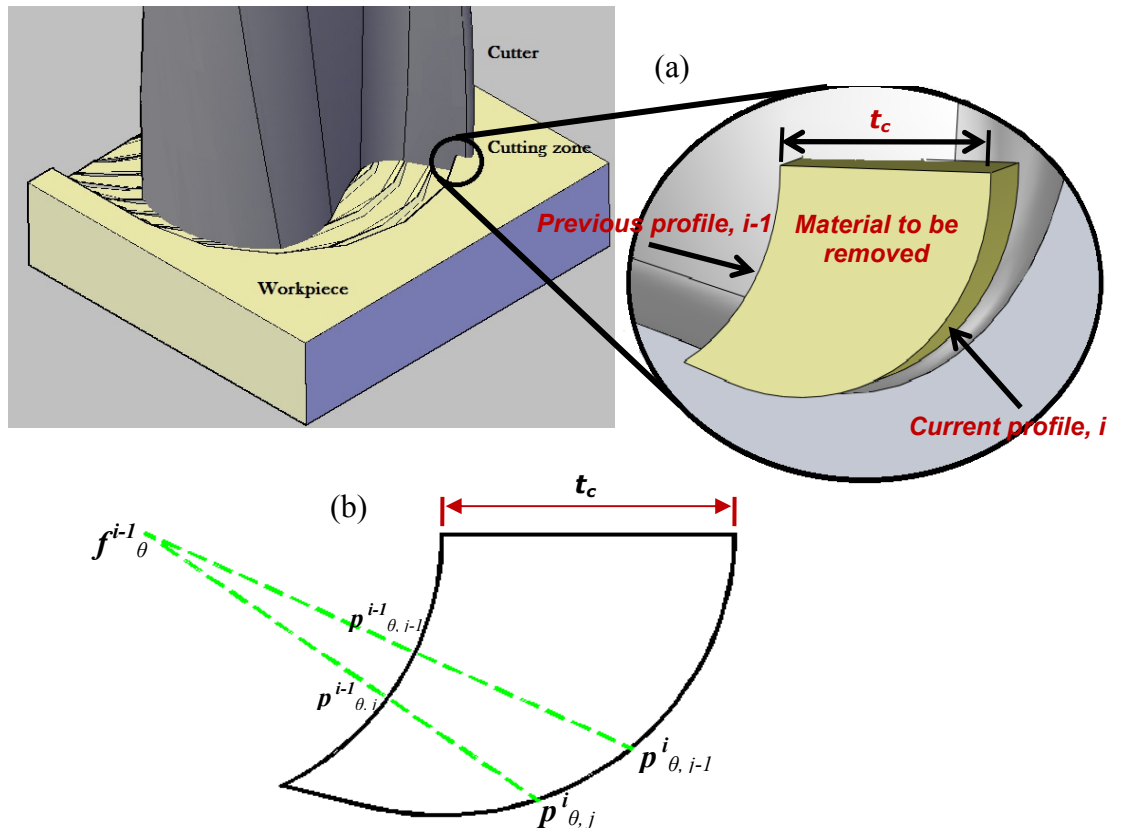 Cutter
(a)
t_c
Cutting zone
Previous profile, i-1
Material to be
removed
Workpiece
Current profile, i
t_c
(b)
f^{i-1}_θ
p^{i-1}_{θ, j-1}
p^{i-1}_{θ, j}
p^i_{θ, j-1}
p^i_{θ, j}